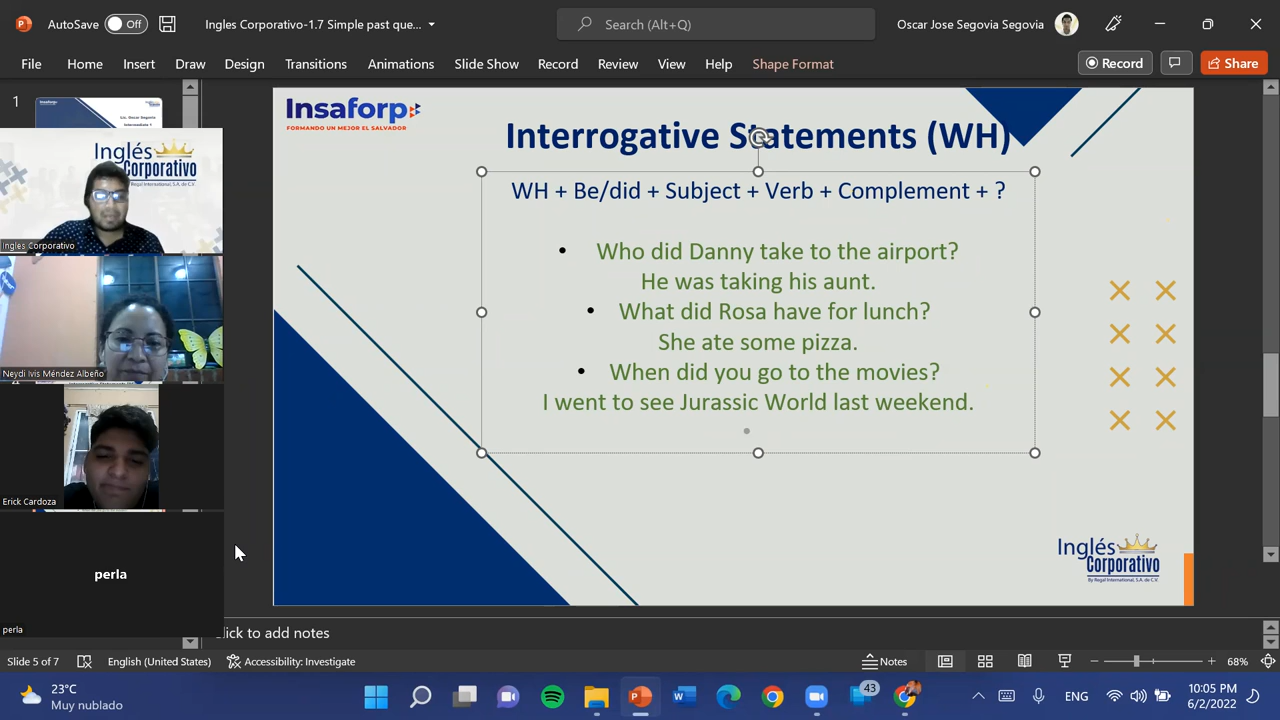 AutoSave Off
Ingles Corporativo-1.7 Simple past que...
Search (Alt+Q)
Oscar Jose Segovia Segovia
File Home Insert Draw Design Transitions Animations Slide Show Record Review View Help Shape Format
Record
Share
1
Insaforp
FORMANDO UN MEJOR EL SALVADOR
Interrogative Statements (WH)
WH + Be/did + Subject + Verb + Complement + ?
• Who did Danny take to the airport?
He was taking his aunt.
• What did Rosa have for lunch?
She ate some pizza.
• When did you go to the movies?
I went to see Jurassic World last weekend.
Inglés
Corporativo
By Regal International, S.A. de C.V.
Inglés
Corporativo
By Regal International, S.A. de C.V.
Ingles Corporativo
Neydi Ivis Méndez Albeño
Erick Cardoza
perla
perla
lick to add notes
Slide 5 of 7
English (United States)
Accessibility: Investigate
Notes
68%
23°C
Muy nublado
43
ENG
10:05 PM
6/2/2022